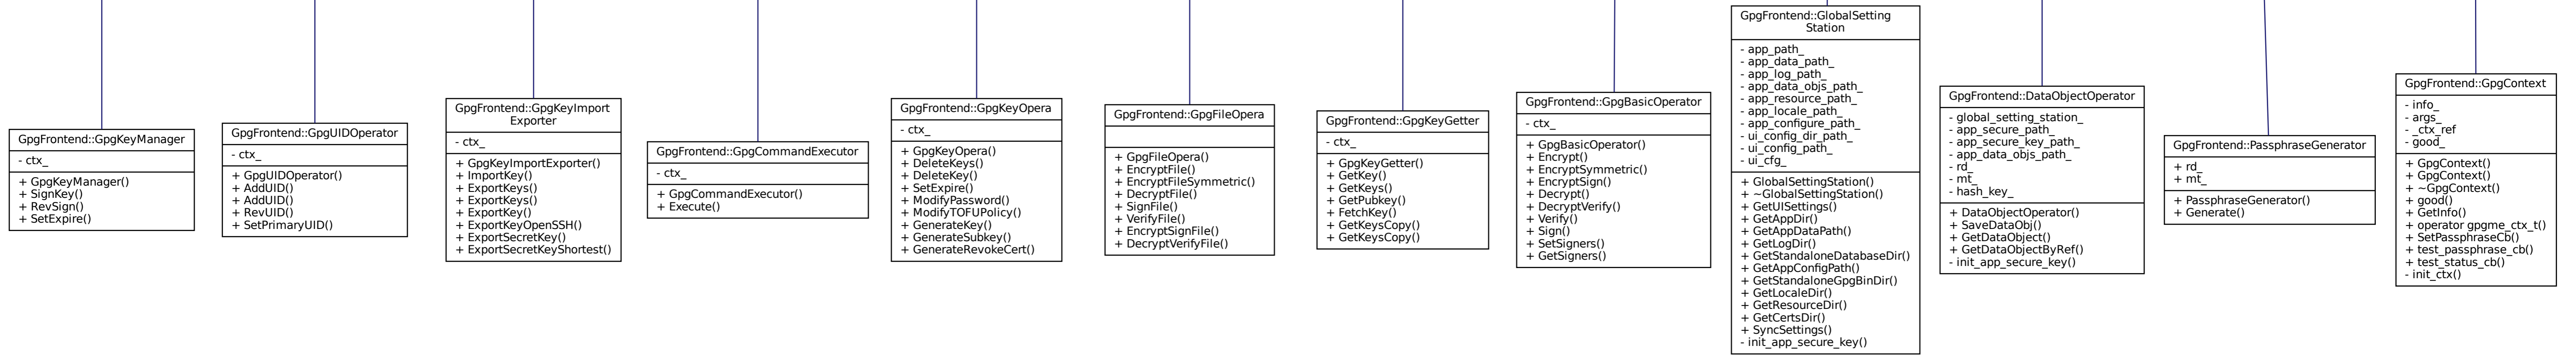 GpgFrontend::GpgKeyManager
- ctx_
+ GpgKeyManager()
+ SignKey()
+ RevSign()
+ SetExpire()
GpgFrontend::GpgUIDOperator
- ctx_
+ GpgUIDOperator()
+ AddUID()
+ AddUID()
+ RevUID()
+ SetPrimaryUID()
GpgFrontend::GpgKeyImport
Exporter
- ctx_
+ GpgKeyImportExporter()
+ ImportKey()
+ ExportKeys()
+ ExportKeys()
+ ExportKey()
+ ExportKeyOpenSSH()
+ ExportSecretKey()
+ ExportSecretKeyShortest()
GpgFrontend::GpgCommandExecutor
- ctx_
+ GpgCommandExecutor()
+ Execute()
GpgFrontend::GpgKeyOpera
- ctx_
+ GpgKeyOpera()
+ DeleteKeys()
+ DeleteKey()
+ SetExpire()
+ ModifyPassword()
+ ModifyTOFUPolicy()
+ GenerateKey()
+ GenerateSubkey()
+ GenerateRevokeCert()
GpgFrontend::GpgFileOpera
+ GpgFileOpera()
+ EncryptFile()
+ EncryptFileSymmetric()
+ DecryptFile()
+ SignFile()
+ VerifyFile()
+ EncryptSignFile()
+ DecryptVerifyFile()
GpgFrontend::GpgKeyGetter
- ctx_
+ GpgKeyGetter()
+ GetKey()
+ GetKeys()
+ GetPubkey()
+ FetchKey()
+ GetKeysCopy()
+ GetKeysCopy()
GpgFrontend::GpgBasicOperator
- ctx_
+ GpgBasicOperator()
+ Encrypt()
+ EncryptSymmetric()
+ EncryptSign()
+ Decrypt()
+ DecryptVerify()
+ Verify()
+ Sign()
+ SetSigners()
+ GetSigners()
GpgFrontend::GlobalSetting
Station
- app_path_
- app_data_path_
- app_log_path_
- app_data_objs_path_
- app_resource_path_
- app_locale_path_
- app_configure_path_
- ui_config_dir_path_
- ui_config_path_
- ui_cfg_
+ GlobalSettingStation()
+ ~GlobalSettingStation()
+ GetUISettings()
+ GetAppDir()
+ GetAppDataPath()
+ GetLogDir()
+ GetStandaloneDatabaseDir()
+ GetAppConfigPath()
+ GetStandaloneGpgBinDir()
+ GetLocaleDir()
+ GetResourceDir()
+ GetCertsDir()
+ SyncSettings()
- init_app_secure_key()
GpgFrontend::DataObjectOperator
- global_setting_station_
- app_secure_path_
- app_secure_key_path_
- app_data_objs_path_
- rd_
- mt_
- hash_key_
+ DataObjectOperator()
+ SaveDataObj()
+ GetDataObject()
+ GetDataObjectByRef()
- init_app_secure_key()
GpgFrontend::PassphraseGenerator
+ rd_
+ mt_
+ PassphraseGenerator()
+ Generate()
GpgFrontend::GpgContext
- info_
- args_
- _ctx_ref
- good_
+ GpgContext()
+ GpgContext()
+ ~GpgContext()
+ good()
+ GetInfo()
+ operator gpgme_ctx_t()
+ SetPassphraseCb()
+ test_passphrase_cb()
+ test_status_cb()
- init_ctx()